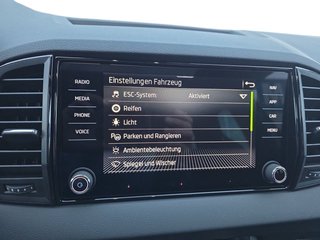 Einstellungen Fahrzeug
RADIO
MEDIA
PHONE
VOICE
ESC-System Aktiviert
Reifen
Licht
Parken und Rangieren
Ambientebeleuchtung
Spiegel und Wischer
NAV
APP
CAR
MENU